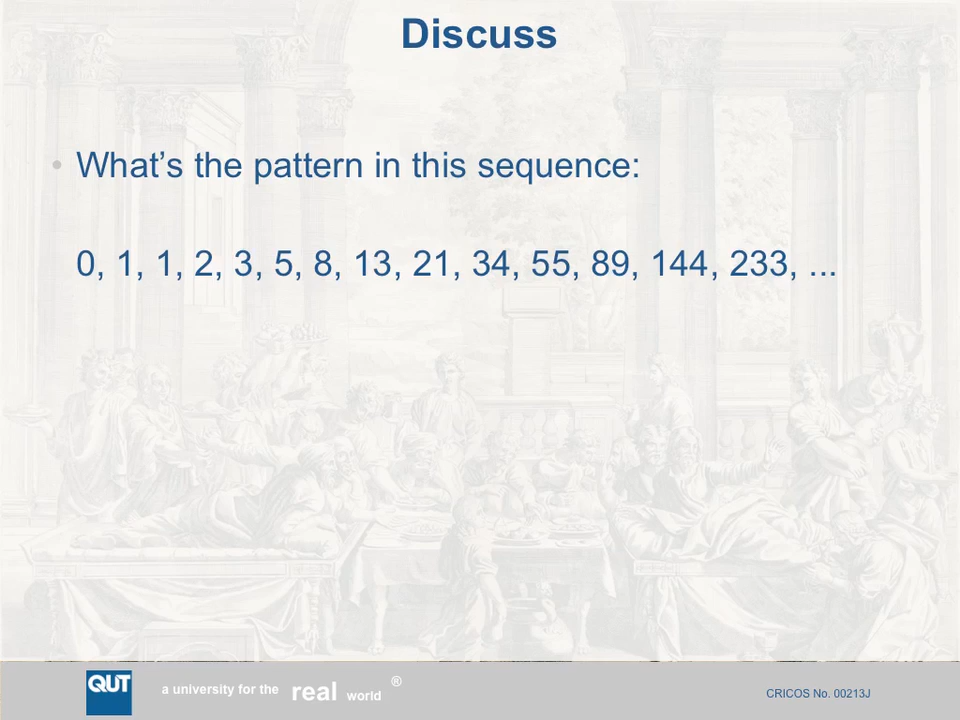 Discuss
• What’s the pattern in this sequence:
0, 1, 1, 2, 3, 5, 8, 13, 21, 34, 55, 89, 144, 233, ...
QUT
a university for the real world ®
CRICOS No. 00213J